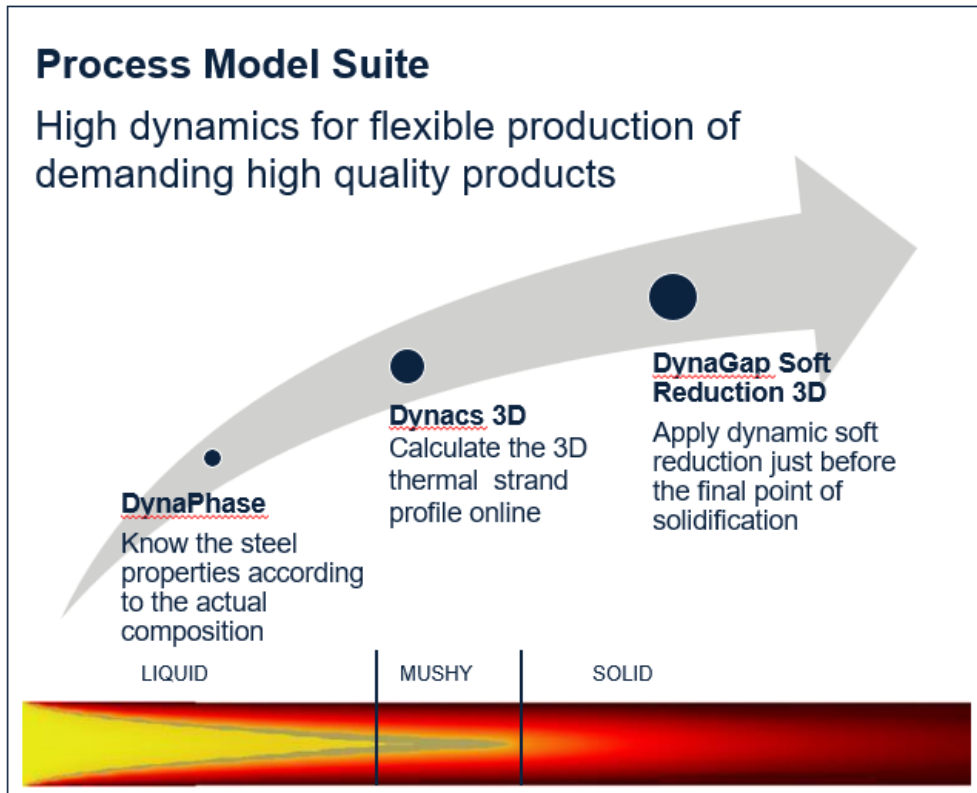 Process Model Suite
High dynamics for flexible production of
demanding high quality products
DynaPhase
Know the steel
properties according
to the actual
composition
Dynacs 3D
Calculate the 3D
thermal strand
profile online
DynaGap Soft
Reduction 3D
Apply dynamic soft
reduction just before
the final point of
solidification
LIQUID
MUSHY
SOLID